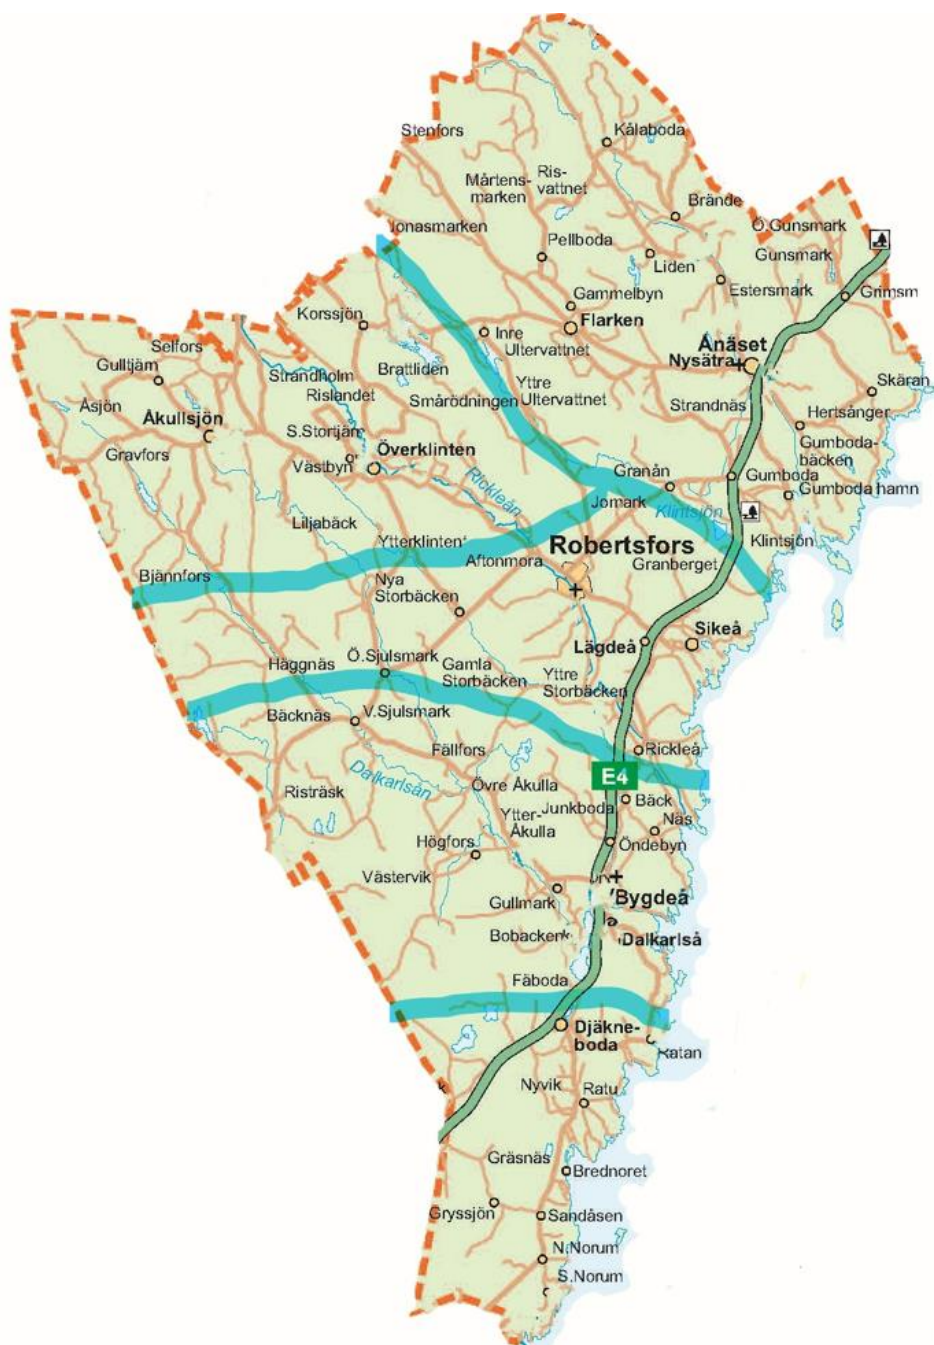 Kålaboda
Stenfors
Ris-
vattnet
Mårtens-
marken
Brände
Jonasmarken
Ö.Gunsmark
Pellboda
Liden
Gunsmark
Estersmark
Grimsm
Gammelbyn
Korssjön
Flarken
Inre
Ultervattnet
Selfors
Gulltjärn
Ånäset
Nysätra
Brattliden
Strandholm
Rislandet
Smårödningen
Yttre
Ultervattnet
Skäran
Åsjön
Strandnäs
Hertsånger
Åkullsjön
S.Stortjärn
Gumboda-
bäcken
Gravfors
Överklinten
Västbyn
Rickleån
Granån
Gumboda
Gumboda hamn
Jomark
Klintsjön
Liljabäck
Ytterklinten
Robertsfors
Klintsjön
Aftonmora
Granberget
Bjännfors
Nya
Storbäcken
Sikeå
Lägdeå
Häggnäs
Ö.Sjulsmark
Gamla
Storbäcken
Yttre
Storbäcken
Bäcknäs
V.Sjulsmark
Fällfors
Rickleå
Dalkarlsån
E4
Övre Åkulla
Risträsk
Junkboda
Bäck
Ytter-
Åkulla
Näs
Högfors
Öndebyn
Västervik
Gullmark
Bygdeå
Bobacken
Dalkarlså
Fäboda
Djäkne-
boda
Ratan
Nyvik
Ratu
Gräsnäs
Brednoret
Gryssjön
Sandåsen
N.Norum
S.Norum